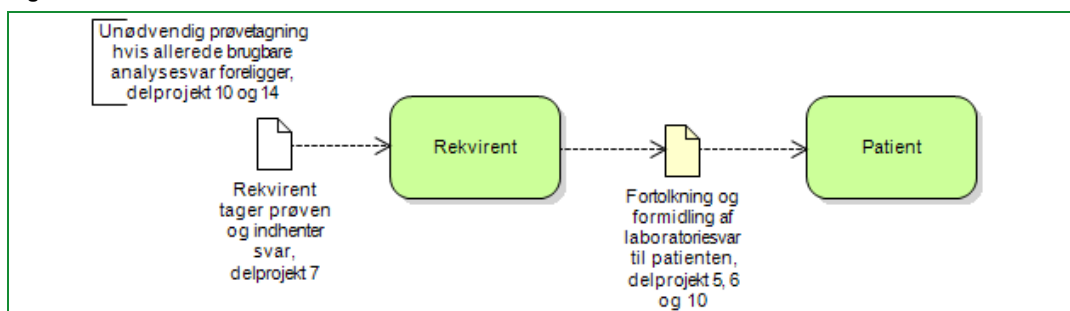 Unødvendig prøvetagning
hvis allerede brugbare
analysesvar foreligger,
delprojekt 10 og 14
Rekvirent
tager prøven
og indhenter
svar,
delprojekt 7
Rekvirent
Fortolkning og
formidling af
laboratoriesvar
til patienten,
delprojekt 5, 6
og 10
Patient